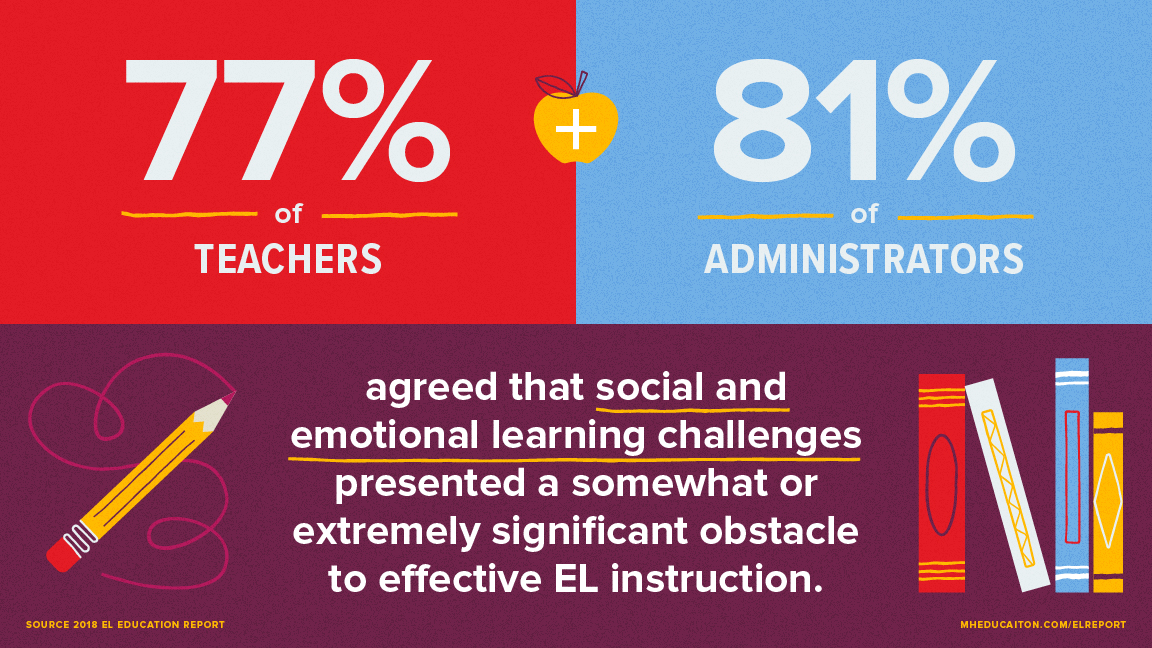 77%
of
TEACHERS
81%
of
ADMINISTRATORS
agreed that social and
emotional learning challenges
presented a somewhat or
extremely significant obstacle
to effective EL instruction.
SOURCE 2018 EL EDUCATION REPORT
MHEDUCAITON.COM/ELREPORT